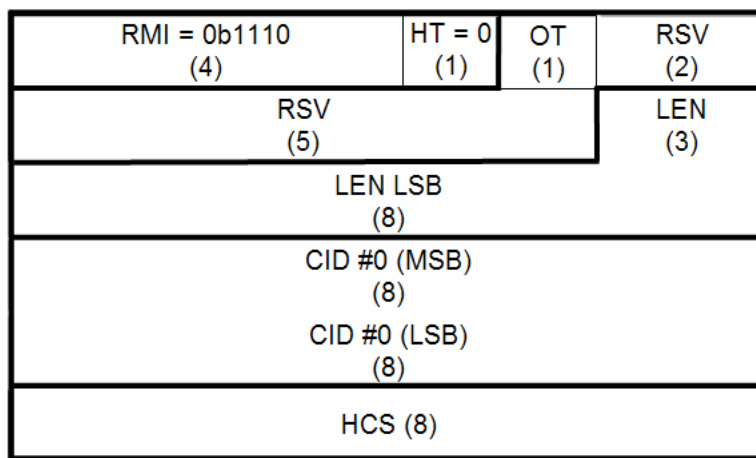 RMI = 0b1110 HT = 0 OT RSV
(4) (1) (1) (2)
RSV LEN
(5) (3)
LEN LSB
(8)
CID #0 (MSB)
(8)
CID #0 (LSB)
(8)
HCS (8)